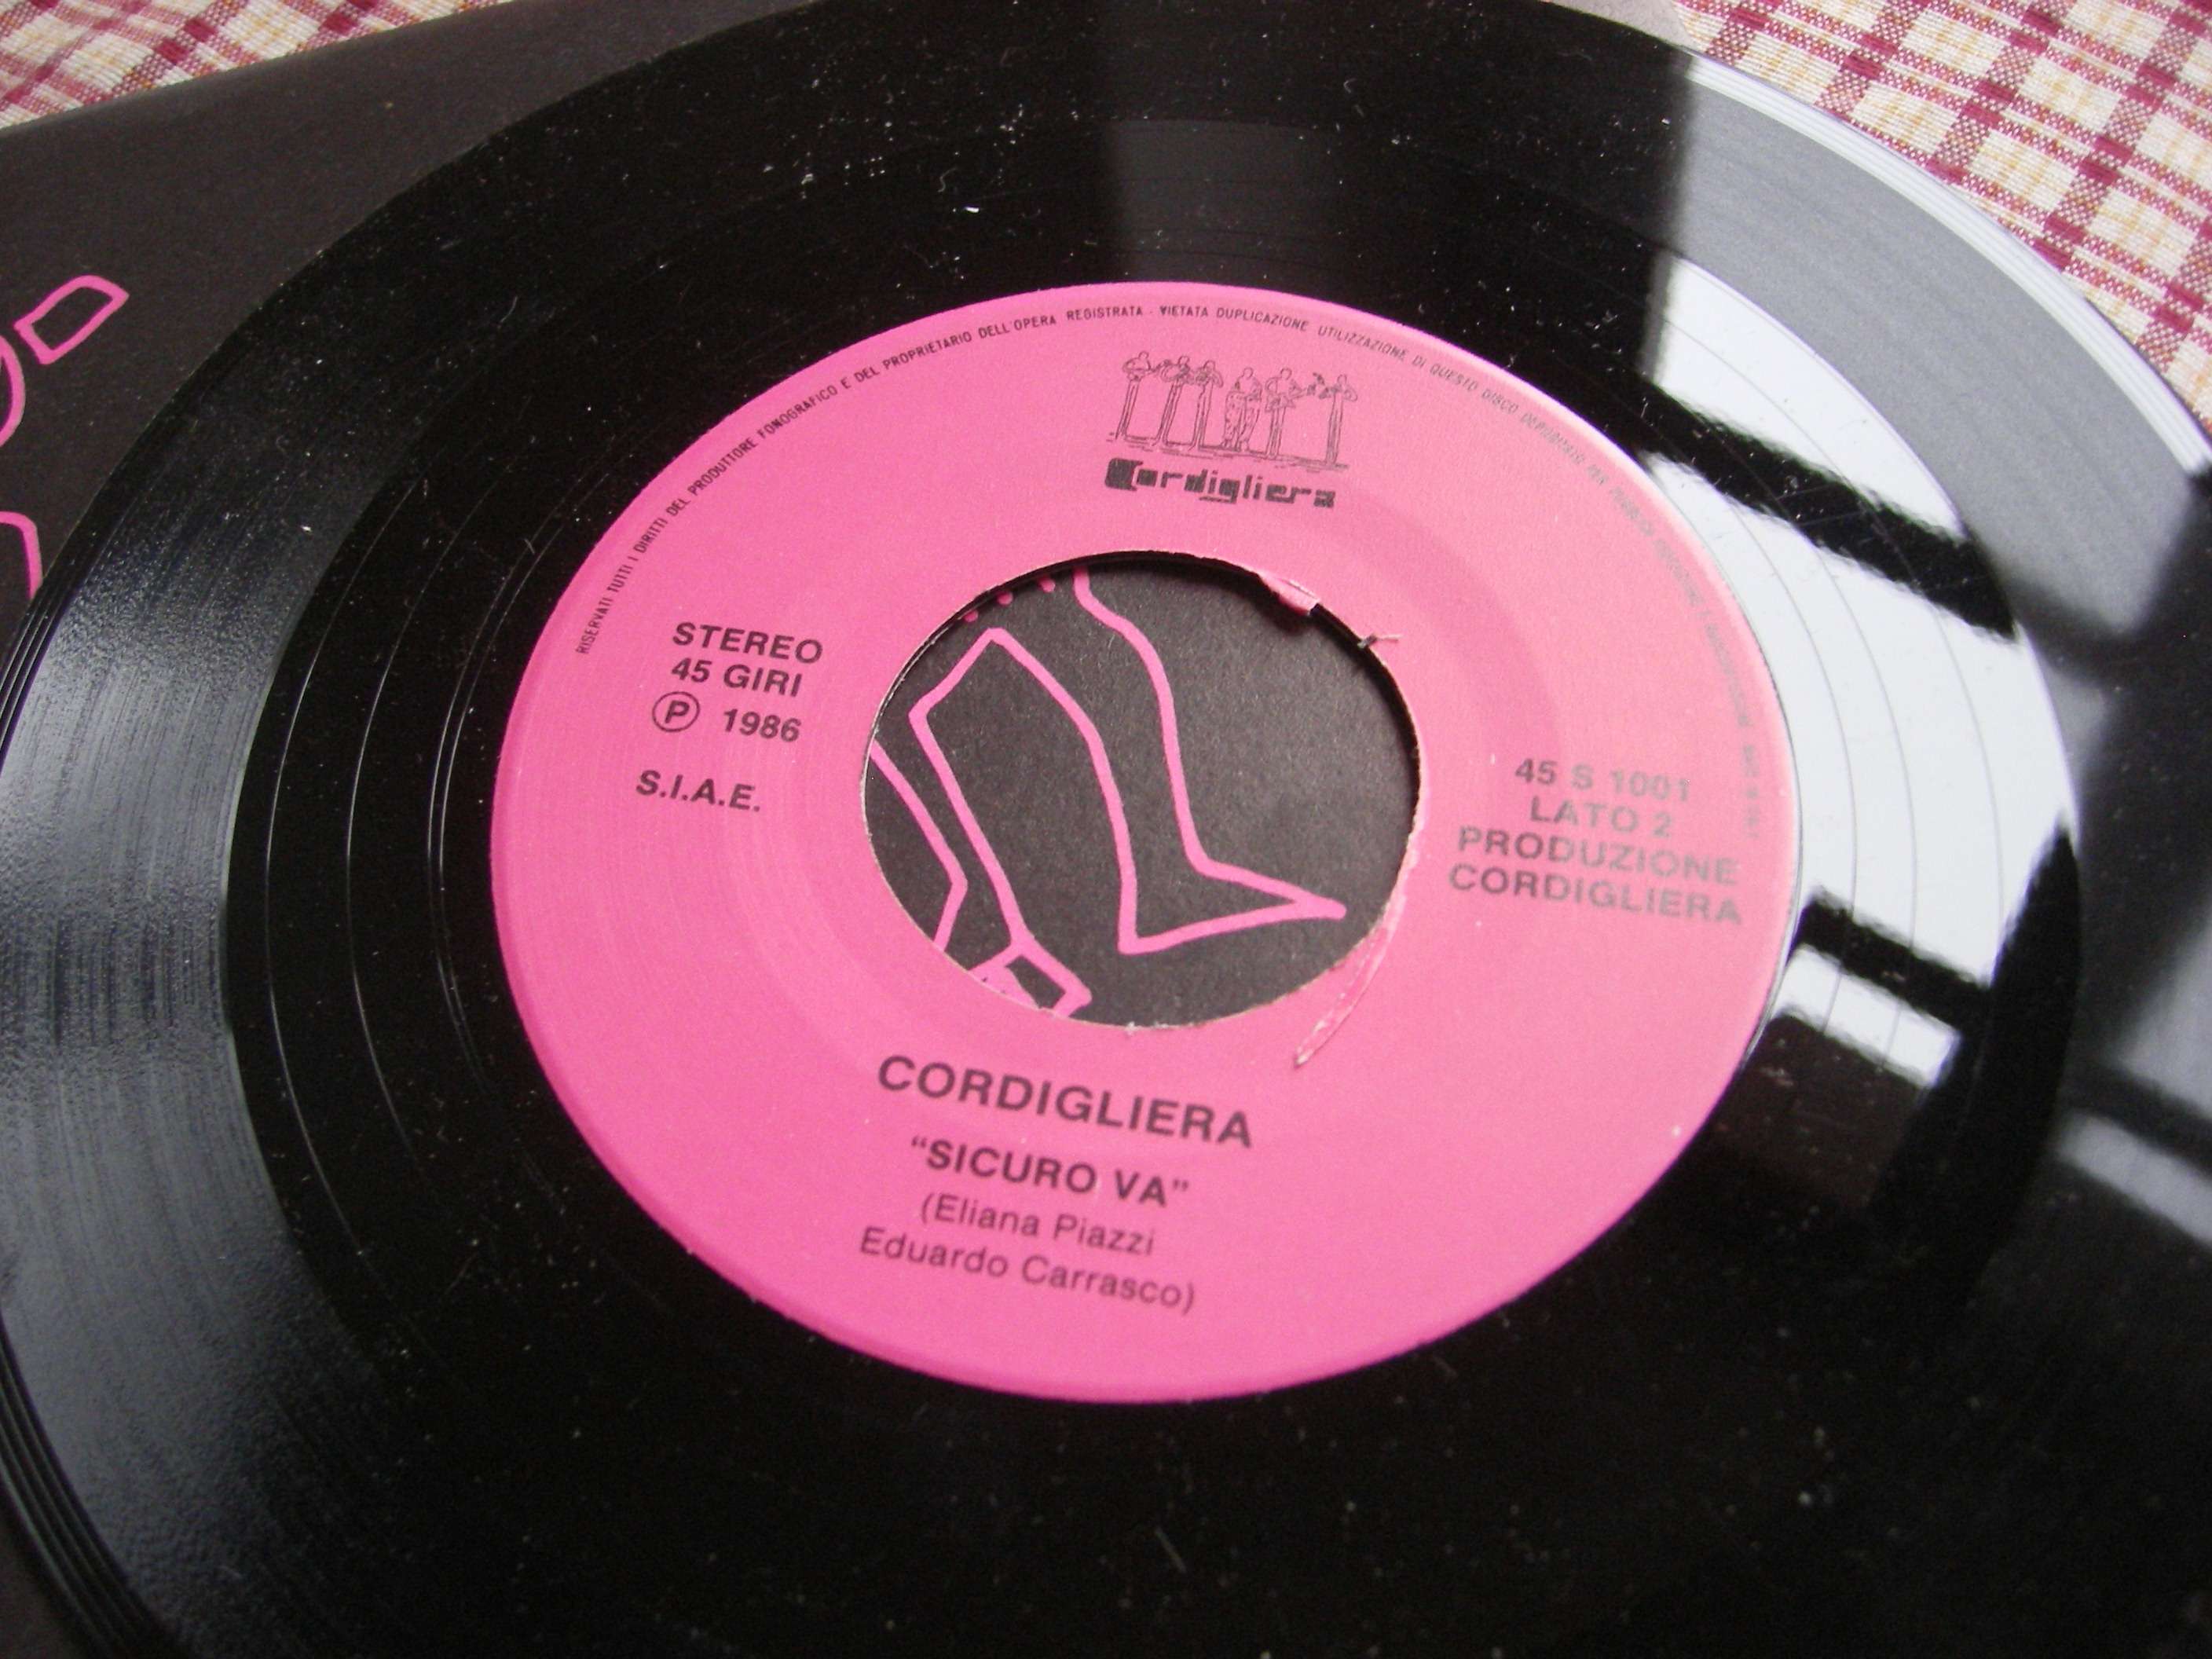 RISERVATI TUTTI I DIRITTI DEL PRODUTTORE FONOGRAFICO E DEL PROPRIETARIO DELL'OPERA REGISTRATA - VIETATA DUPLICAZIONE UTILIZZAZIONE DI QUESTO DISCO
Cordigliera
STEREO
45 GIRI
Ⓟ 1986
S.I.A.E.
45 S 1001
LATO 2
PRODUZIONE
CORDIGLIERA
CORDIGLIERA
“SICURO VA”
(Eliana Piazzi
Eduardo Carrasco)